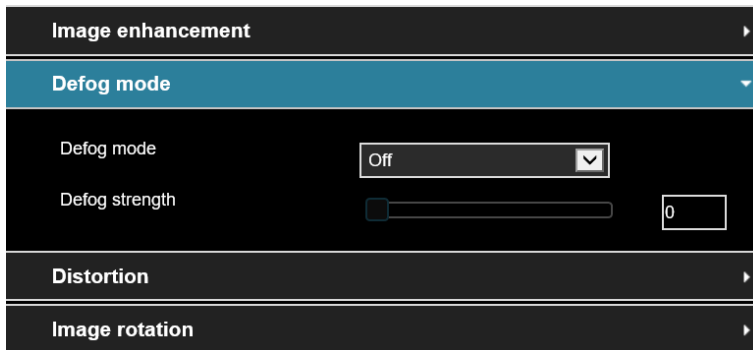 Image enhancement
Defog mode
Defog mode
Off
Defog strength
0
Distortion
Image rotation